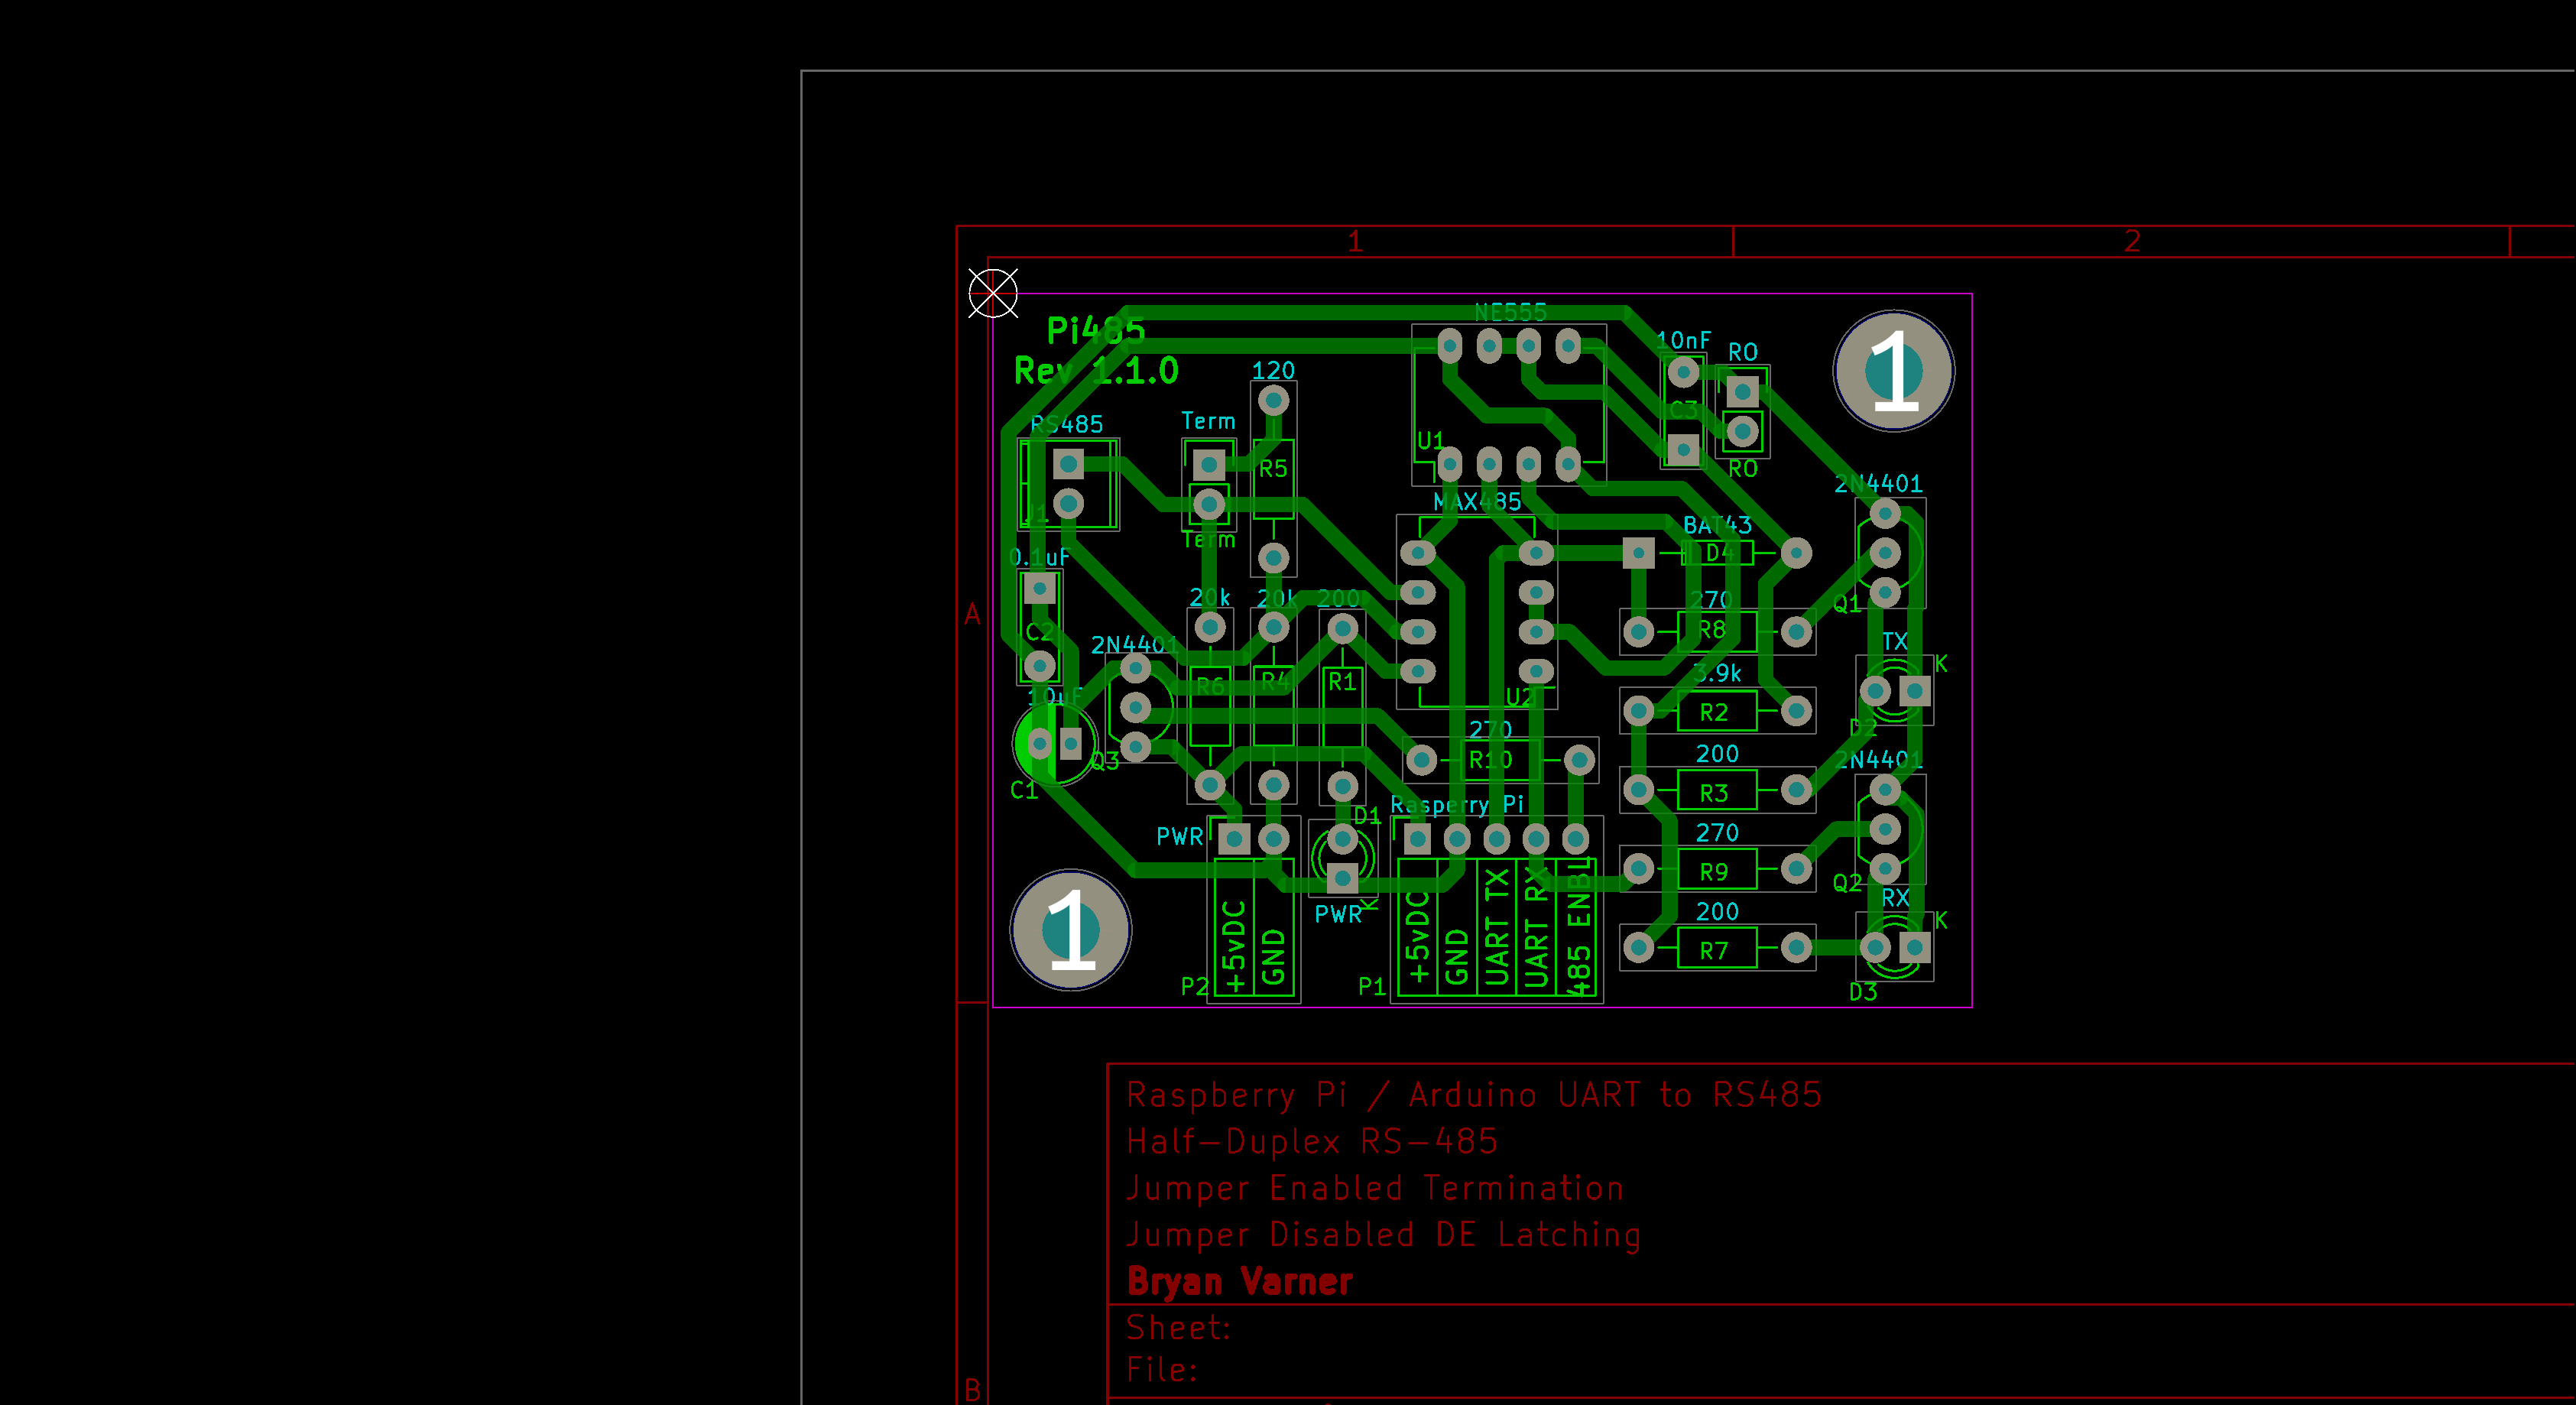 1
2
A
B
Pi485
Rev 1.1.0
NE555
10nF
RO
1
120
RS485
Term
C3
U1
R5
RO
2N4401
J1
Term
MAX485
BAT43
D4
0.1uF
20k
20k
200
270
Q1
C2
R8
TX
K
2N4401
3.9k
R6
R4
R1
U2
10uF
R2
D2
270
200
2N4401
Q3
R10
C1
R3
D1
Rasperry Pi
PWR
270
R9
Q2
RX
K
PWR
K
200
K
1
+5vDC
GND
+5vDC
GND
UART TX
UART RX
485 ENBL
R7
P2
P1
D3
Raspberry Pi / Arduino UART to RS485
Half-Duplex RS-485
Jumper Enabled Termination
Jumper Disabled DE Latching
Bryan Varner
Sheet:
File: